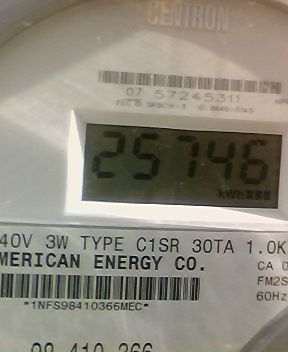 CENTRON
07 57245311
25746
kWh
40V 3W TYPE C1SR 30TA 1.0K
MERICAN ENERGY CO.
CA 0
FM2S
60Hz
*1NFS98410366MEC*
98 410 366